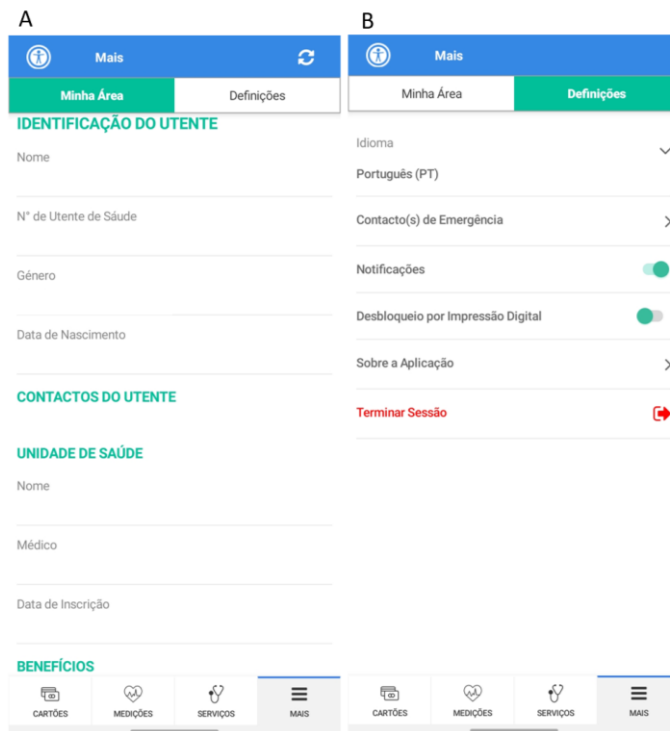 A
Mais
Minha Área
Definições
IDENTIFICAÇÃO DO UTENTE
Nome
N° de Utente de Sáude
Género
Data de Nascimento
CONTACTOS DO UTENTE
UNIDADE DE SAÚDE
Nome
Médico
Data de Inscrição
BENEFÍCIOS
CARTÕES
MEDIÇÕES
SERVIÇOS
MAIS
B
Mais
Minha Área
Definições
Idioma
Português (PT)
Contacto(s) de Emergência
Notificações
Desbloqueio por Impressão Digital
Sobre a Aplicação
Terminar Sessão
CARTÕES
MEDIÇÕES
SERVIÇOS
MAIS